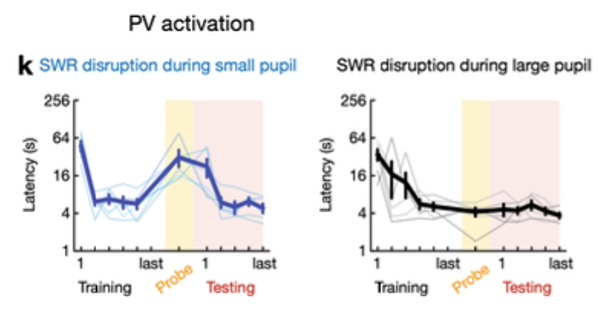 PV activation
k SWR disruption during small pupil
SWR disruption during large pupil
256
64
16
4
1
Latency (s)
1
last
1
last
Training
Probe
Testing
256
64
16
4
1
Latency (s)
1
last
1
last
Training
Probe
Testing